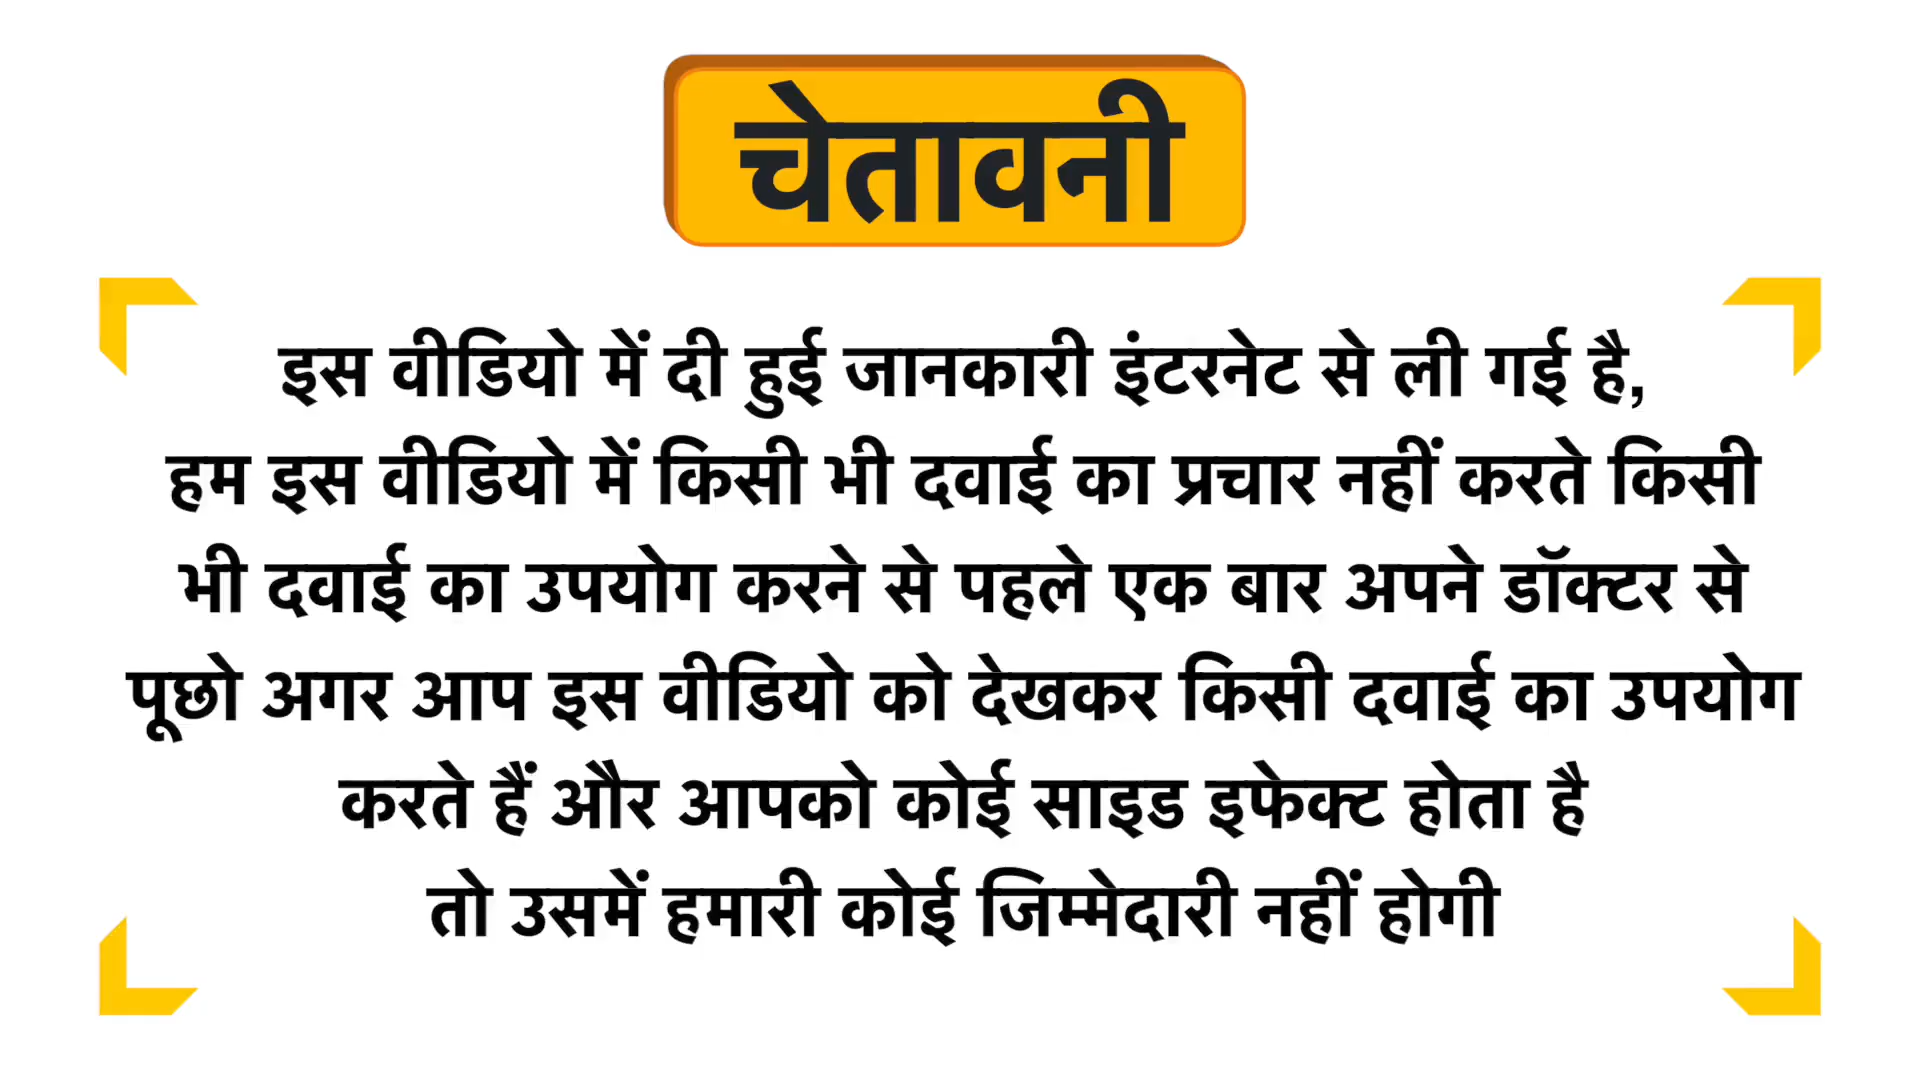 चेतावनी
इस वीडियो में दी हुई जानकारी इंटरनेट से ली गई है,
हम इस वीडियो में किसी भी दवाई का प्रचार नहीं करते किसी
भी दवाई का उपयोग करने से पहले एक बार अपने डॉक्टर से
पूछो अगर आप इस वीडियो को देखकर किसी दवाई का उपयोग
करते हैं और आपको कोई साइड इफेक्ट होता है
तो उसमें हमारी कोई जिम्मेदारी नहीं होगी